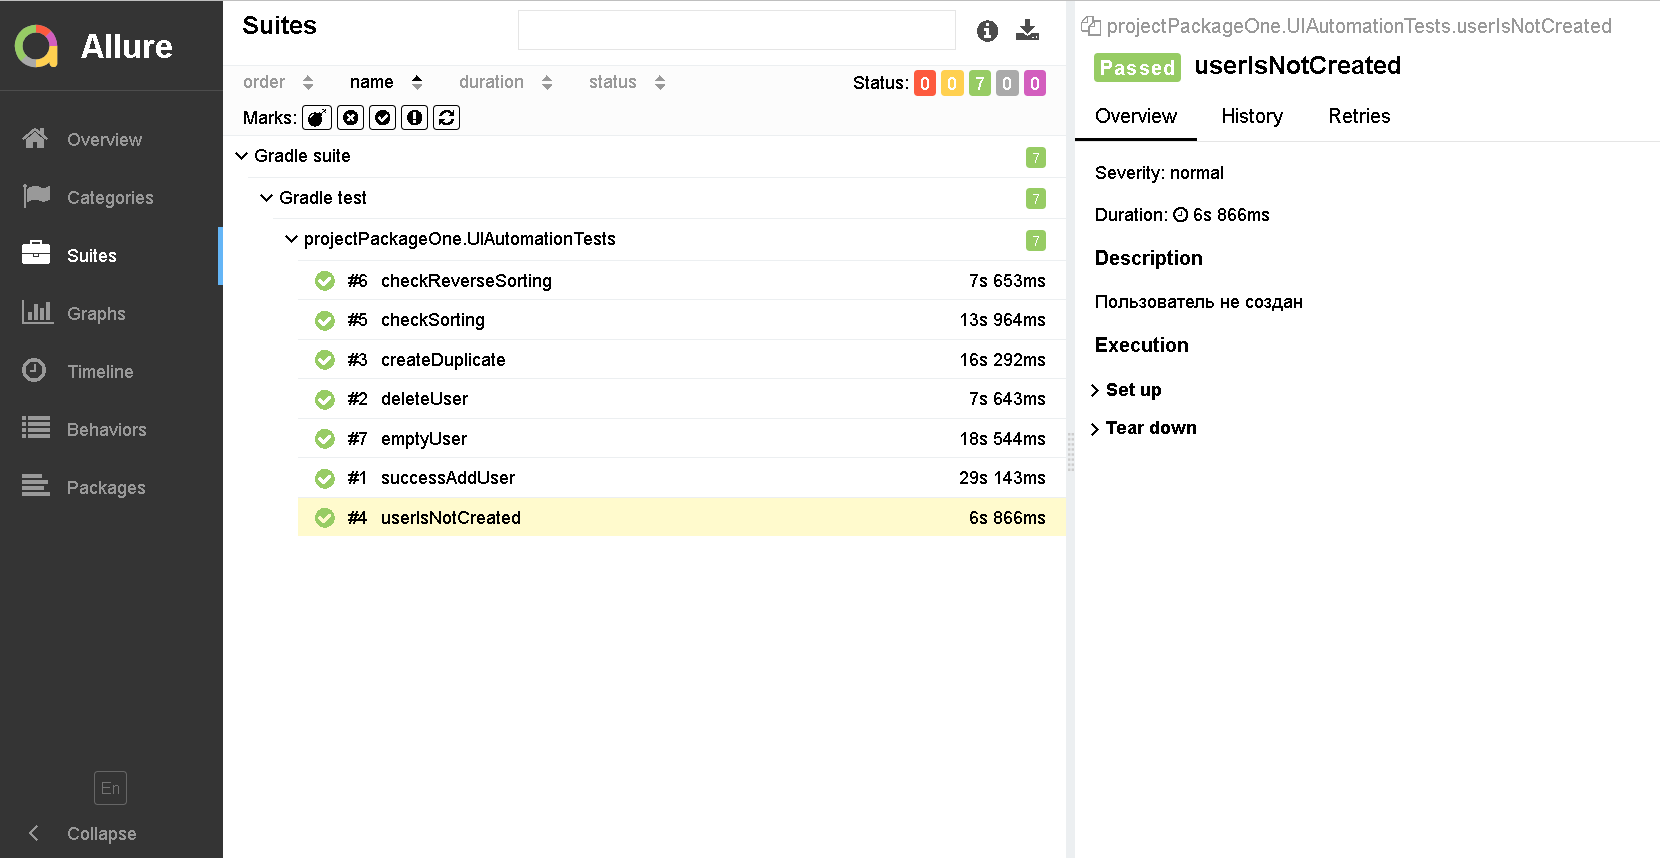 Allure
Overview
Categories
Suites
Graphs
Timeline
Behaviors
Packages
En
Collapse
Suites
order name duration status Status: 0 0 7 0 0
Marks:
Gradle suite 7
Gradle test 7
projectPackageOne.UIAutomationTests 7
#6 checkReverseSorting 7s 653ms
#5 checkSorting 13s 964ms
#3 createDuplicate 16s 292ms
#2 deleteUser 7s 643ms
#7 emptyUser 18s 544ms
#1 successAddUser 29s 143ms
#4 userIsNotCreated 6s 866ms
projectPackageOne.UIAutomationTests.userIsNotCreated
Passed userIsNotCreated
Overview History Retries
Severity: normal
Duration: 6s 866ms
Description
Пользователь не создан
Execution
Set up
Tear down